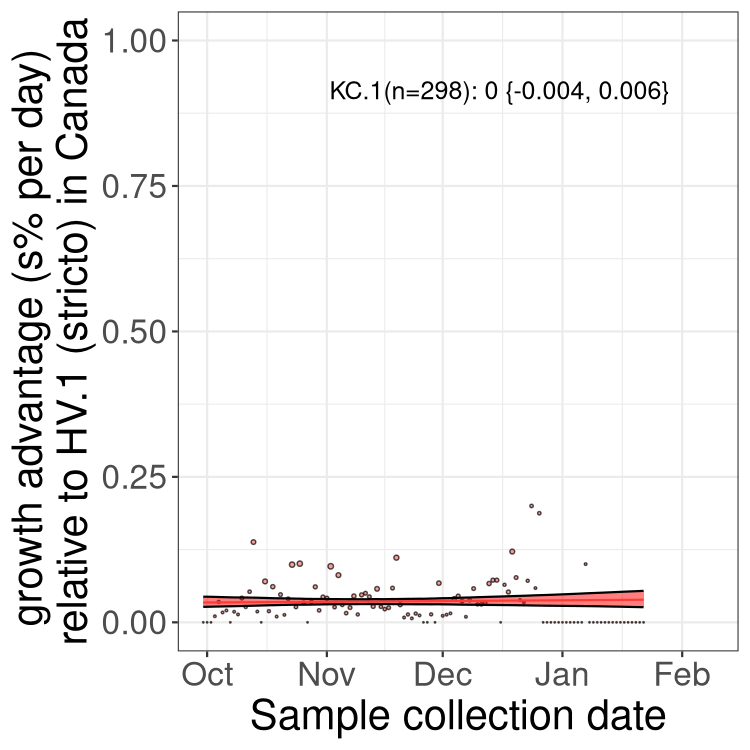 growth advantage (s% per day)
relative to HV.1 (stricto) in Canada
1.00
0.75
0.50
0.25
0.00
KC.1(n=298): 0 {-0.004, 0.006}
Oct Nov Dec Jan Feb
Sample collection date